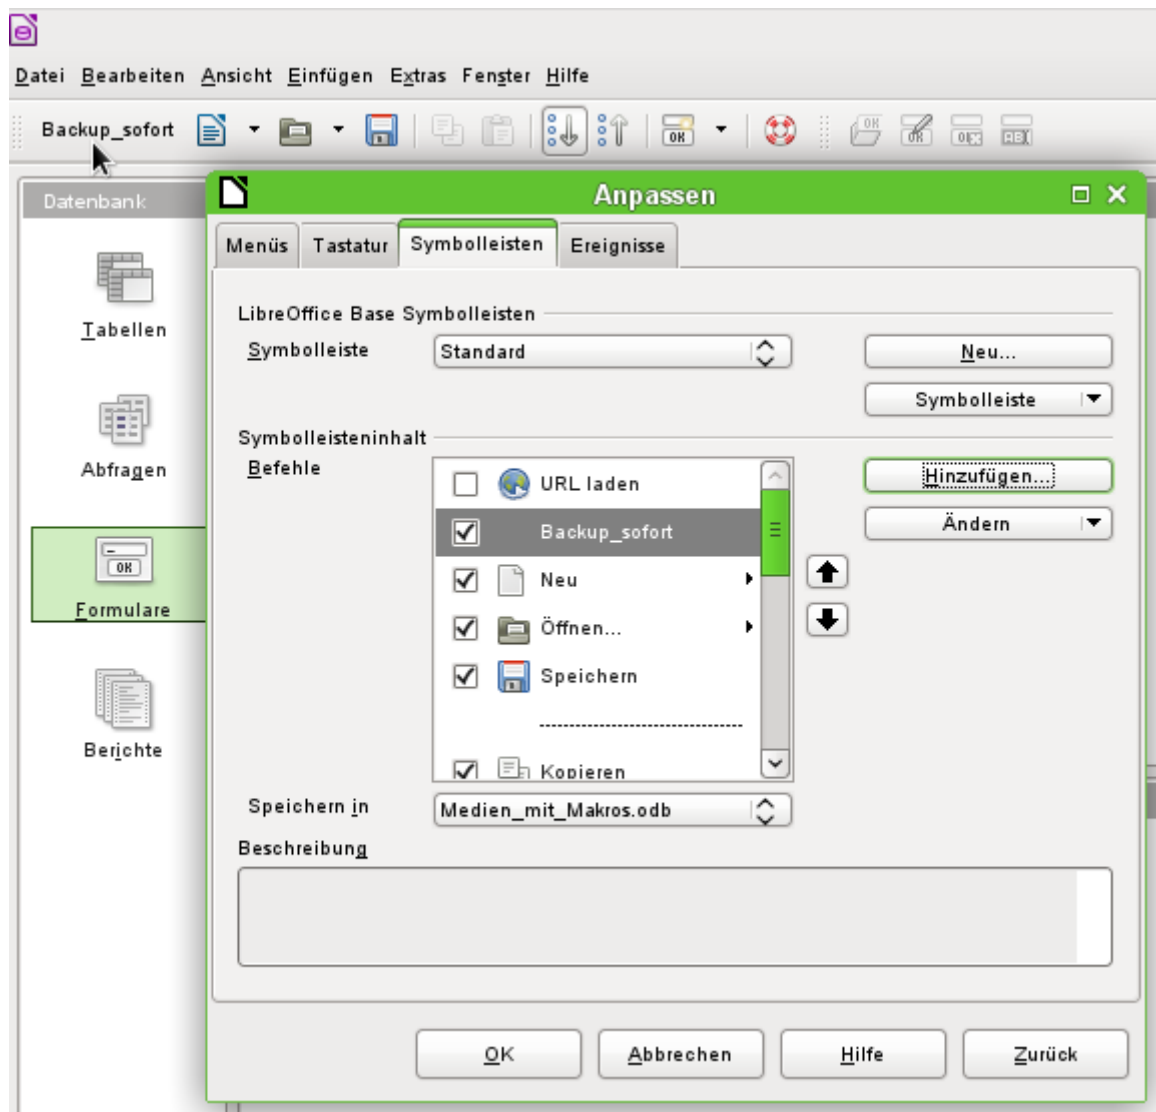 Datei Bearbeiten Ansicht Einfügen Extras Fenster Hilfe
Backup_sofort
Datenbank
Tabellen
Abfragen
Formulare
Berichte
Anpassen
Menüs Tastatur Symbolleisten Ereignisse
LibreOffice Base Symbolleisten
Symbolleiste Standard Neu...
Symbolleiste
Symbolleisteninhalt
Befehle
URL laden
Backup_sofort
Neu
Öffnen...
Speichern
Kopieren
Hinzufügen...
Ändern
Speichern in Medien_mit_Makros.odb
Beschreibung
OK Abbrechen Hilfe Zurück